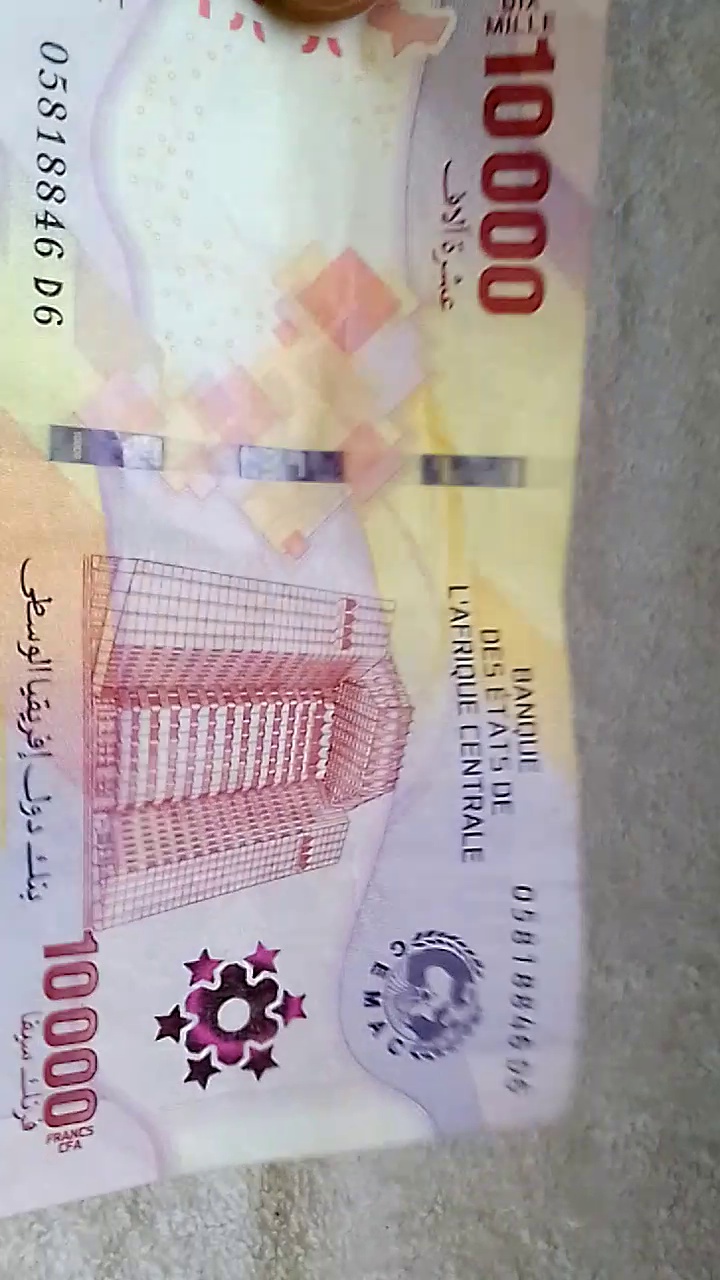 DIX
MILLE
10000
عشرة آلاف
05818846 D6
BANQUE
DES ÉTATS DE
L'AFRIQUE CENTRALE
05818846 D6
CEMAC
بنك دول إفريقيا الوسطى
10000
FRANCS
CFA
فرنك سيفا